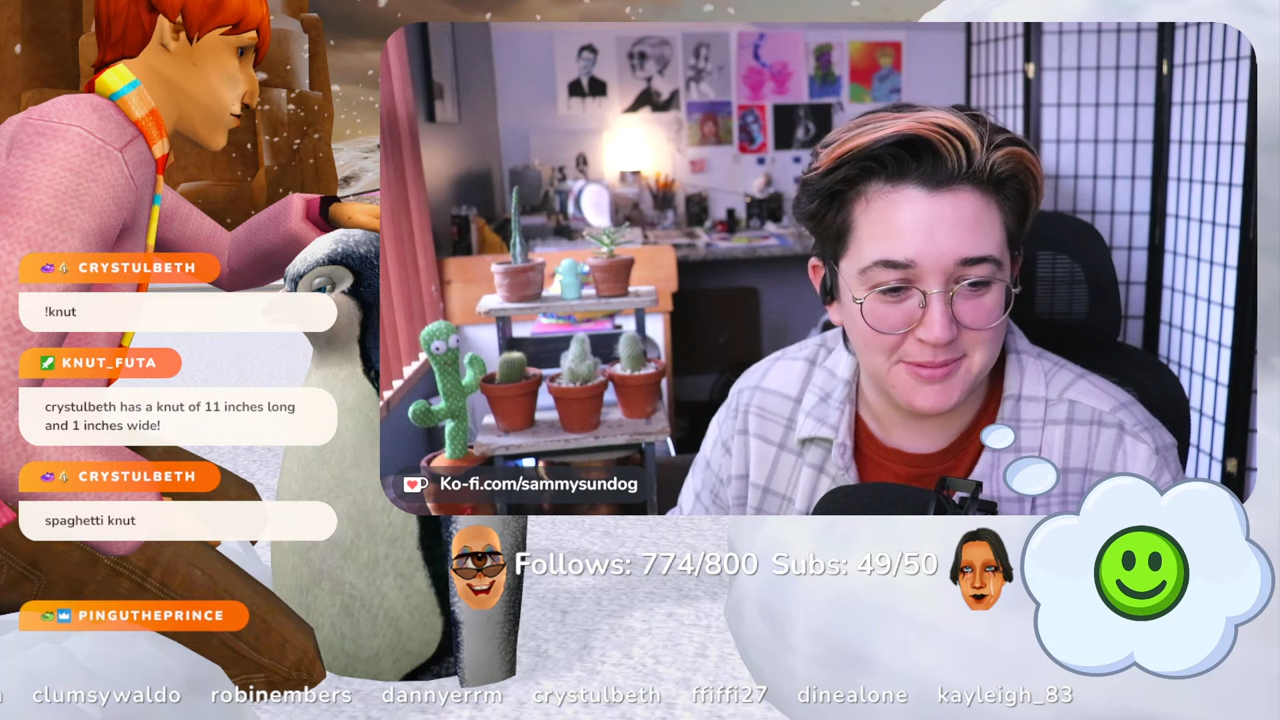 CRYSTULBETH
!knut
KNUT_FUTA
crystulbeth has a knut of 11 inches long
and 1 inches wide!
CRYSTULBETH
spaghetti knut
PINGUTHEPRINCE
Ko-fi.com/sammysundog
Follows: 774/800 Subs: 49/50
clumsywaldo robinembers dannyerrm crystulbeth ffiffi27 dinealone kayleigh_83